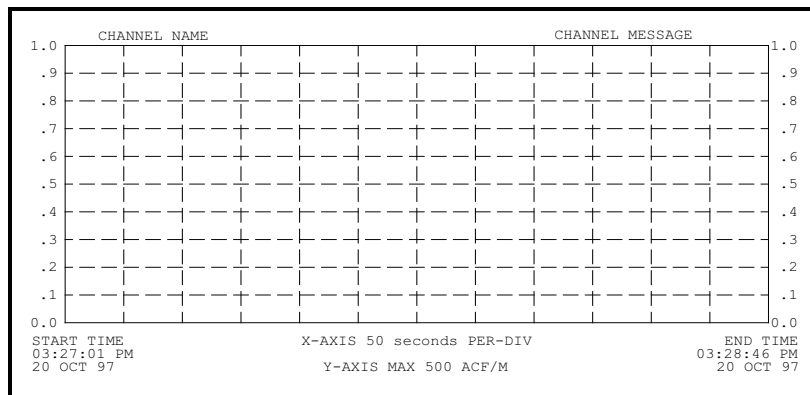 CHANNEL NAME CHANNEL MESSAGE
1.0 1.0
.9 .9
.8 .8
.7 .7
.6 .6
.5 .5
.4 .4
.3 .3
.2 .2
.1 .1
0.0 0.0
START TIME X-AXIS 50 seconds PER-DIV END TIME
03:27:01 PM 03:28:46 PM
20 OCT 97 Y-AXIS MAX 500 ACF/M 20 OCT 97